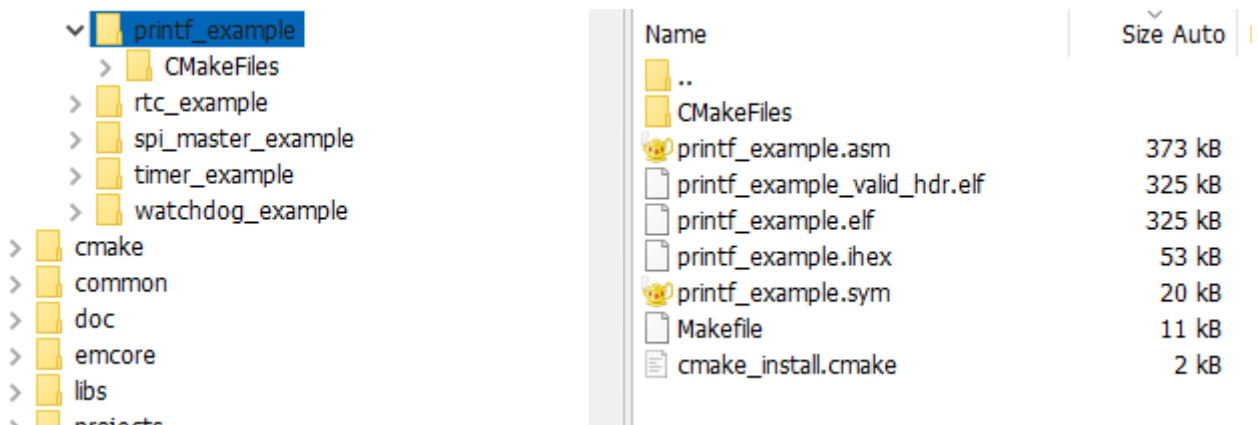 printf_example
CMakeFiles
rtc_example
spi_master_example
timer_example
watchdog_example
cmake
common
doc
emcore
libs
projects
Name Size Auto
..
CMakeFiles
printf_example.asm 373 kB
printf_example_valid_hdr.elf 325 kB
printf_example.elf 325 kB
printf_example.ihex 53 kB
printf_example.sym 20 kB
Makefile 11 kB
cmake_install.cmake 2 kB